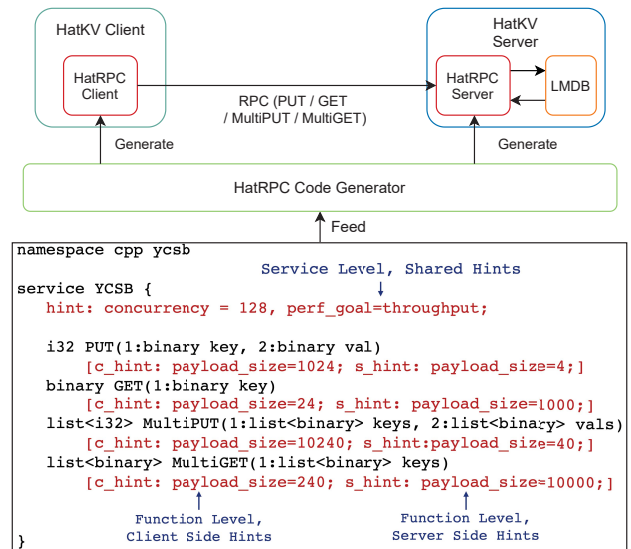 HatKV Client
HatKV
Server
HatRPC
Client
HatRPC
Server
LMDB
RPC (PUT / GET
/ MultiPUT / MultiGET)
Generate
Generate
HatRPC Code Generator
Feed
namespace cpp ycsb
Service Level, Shared Hints
service YCSB {
hint: concurrency = 128, perf_goal=throughput;
i32 PUT(1:binary key, 2:binary val)
[c_hint: payload_size=1024; s_hint: payload_size=4;]
binary GET(1:binary key)
[c_hint: payload_size=24; s_hint: payload_size=1000;]
list<i32> MultiPUT(1:list<binary> keys, 2:list<binary> vals)
[c_hint: payload_size=10240; s_hint:payload_size=40;]
list<binary> MultiGET(1:list<binary> keys)
[c_hint: payload_size=240; s_hint: payload_size=10000;]
Function Level,
Client Side Hints
Function Level,
Server Side Hints
}